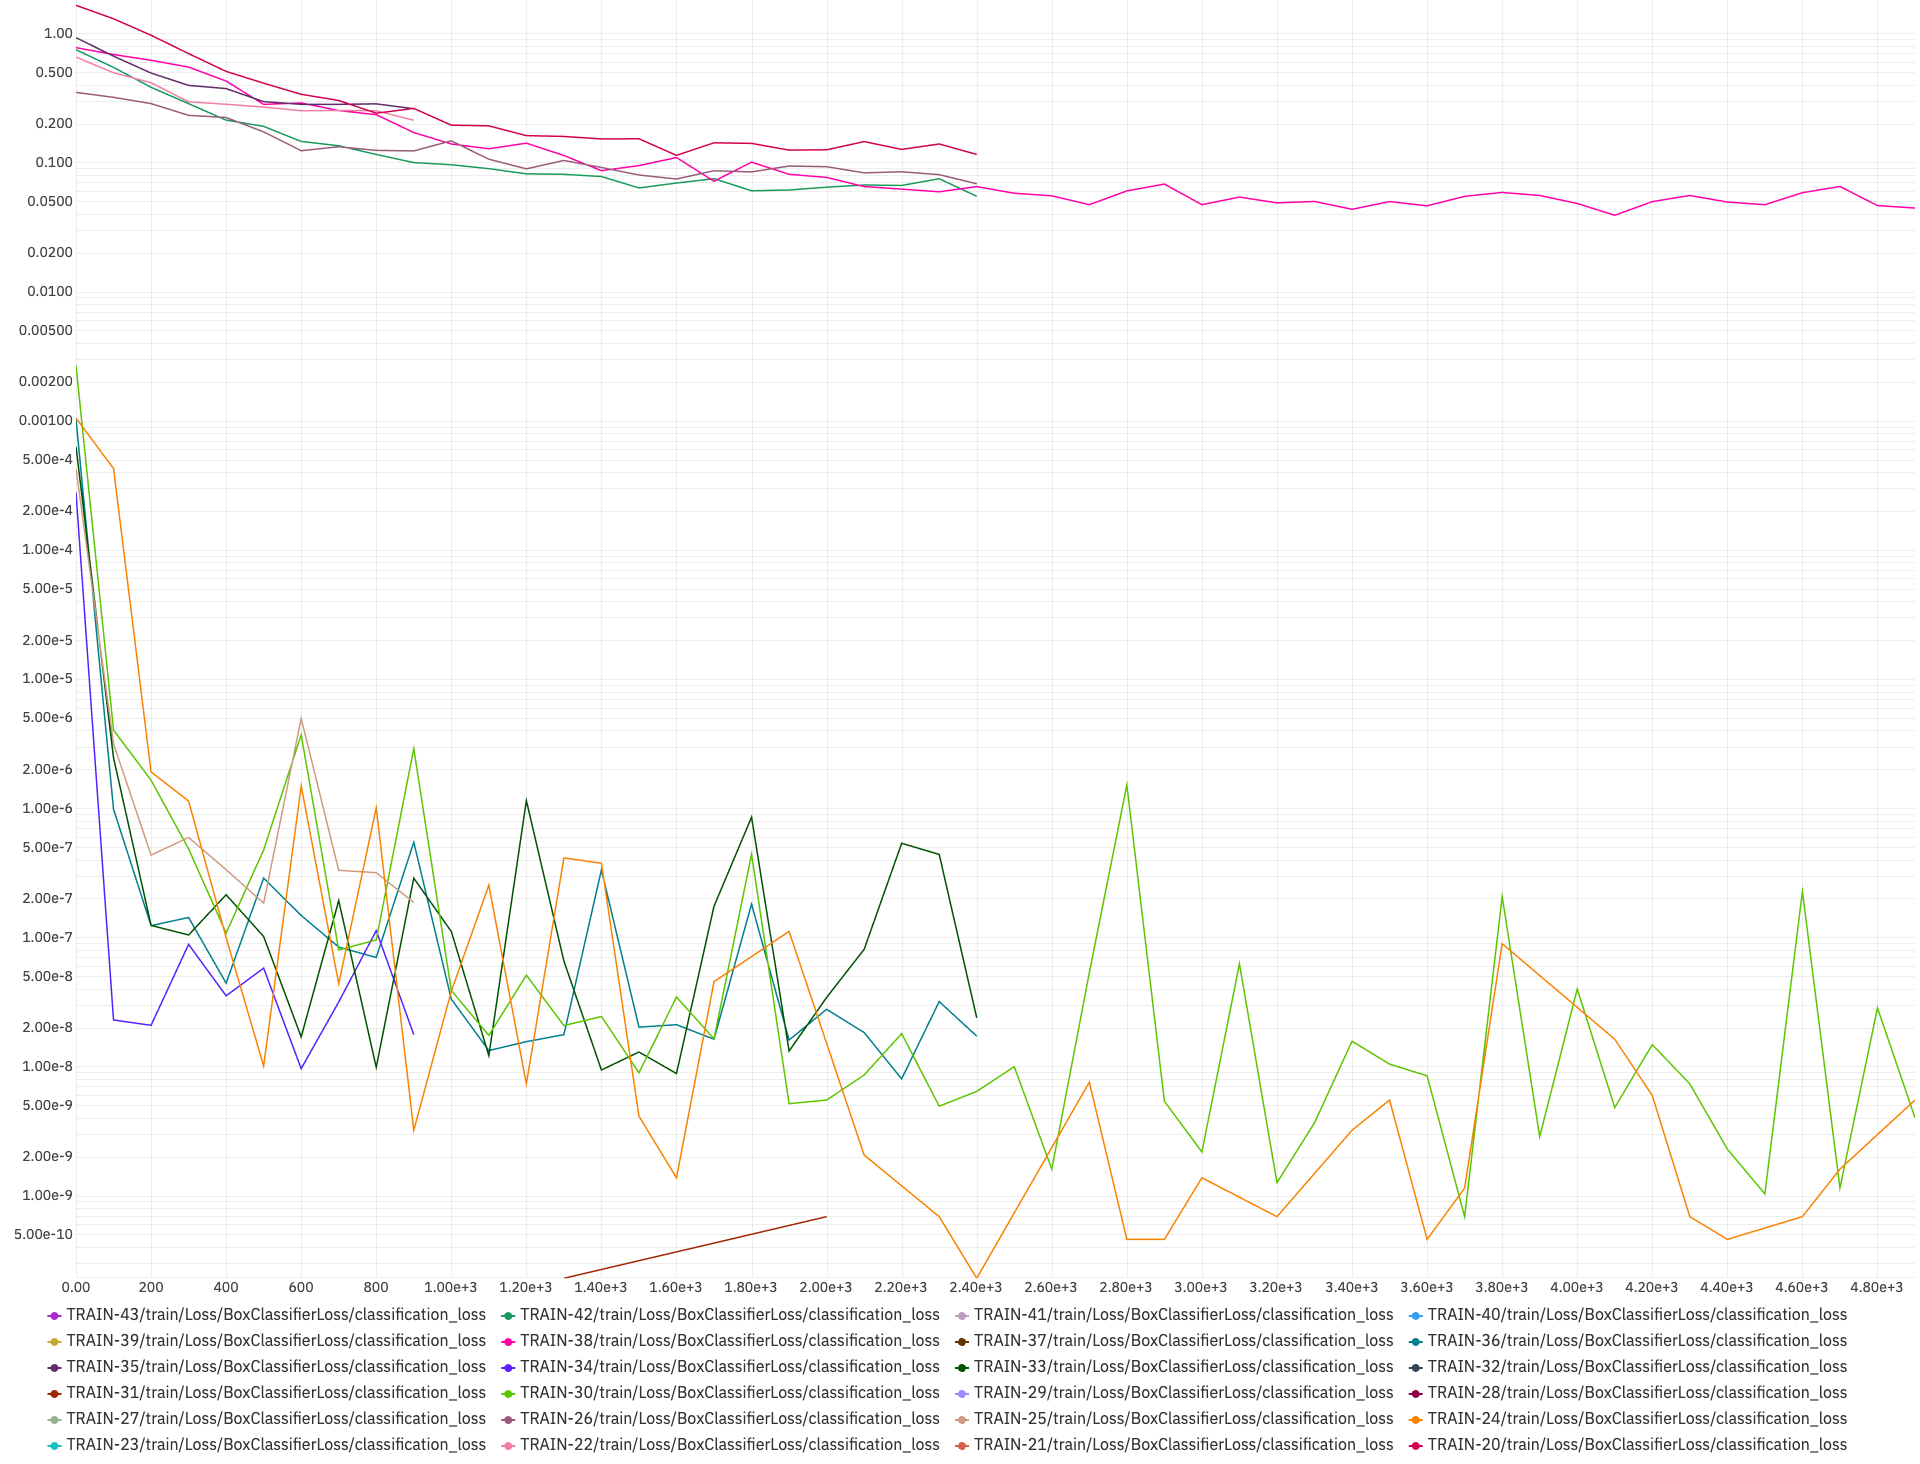 1.00
0.500
0.200
0.100
0.0500
0.0200
0.0100
0.00500
0.00200
0.00100
5.00e-4
2.00e-4
1.00e-4
5.00e-5
2.00e-5
1.00e-5
5.00e-6
2.00e-6
1.00e-6
5.00e-7
2.00e-7
1.00e-7
5.00e-8
2.00e-8
1.00e-8
5.00e-9
2.00e-9
1.00e-9
5.00e-10
0.00 200 400 600 800 1.00e+3 1.20e+3 1.40e+3 1.60e+3 1.80e+3 2.00e+3 2.20e+3 2.40e+3 2.60e+3 2.80e+3 3.00e+3 3.20e+3 3.40e+3 3.60e+3 3.80e+3 4.00e+3 4.20e+3 4.40e+3 4.60e+3 4.80e+3
TRAIN-43/train/Loss/BoxClassifierLoss/classification_loss TRAIN-42/train/Loss/BoxClassifierLoss/classification_loss TRAIN-41/train/Loss/BoxClassifierLoss/classification_loss TRAIN-40/train/Loss/BoxClassifierLoss/classification_loss
TRAIN-39/train/Loss/BoxClassifierLoss/classification_loss TRAIN-38/train/Loss/BoxClassifierLoss/classification_loss TRAIN-37/train/Loss/BoxClassifierLoss/classification_loss TRAIN-36/train/Loss/BoxClassifierLoss/classification_loss
TRAIN-35/train/Loss/BoxClassifierLoss/classification_loss TRAIN-34/train/Loss/BoxClassifierLoss/classification_loss TRAIN-33/train/Loss/BoxClassifierLoss/classification_loss TRAIN-32/train/Loss/BoxClassifierLoss/classification_loss
TRAIN-31/train/Loss/BoxClassifierLoss/classification_loss TRAIN-30/train/Loss/BoxClassifierLoss/classification_loss TRAIN-29/train/Loss/BoxClassifierLoss/classification_loss TRAIN-28/train/Loss/BoxClassifierLoss/classification_loss
TRAIN-27/train/Loss/BoxClassifierLoss/classification_loss TRAIN-26/train/Loss/BoxClassifierLoss/classification_loss TRAIN-25/train/Loss/BoxClassifierLoss/classification_loss TRAIN-24/train/Loss/BoxClassifierLoss/classification_loss
TRAIN-23/train/Loss/BoxClassifierLoss/classification_loss TRAIN-22/train/Loss/BoxClassifierLoss/classification_loss TRAIN-21/train/Loss/BoxClassifierLoss/classification_loss TRAIN-20/train/Loss/BoxClassifierLoss/classification_loss